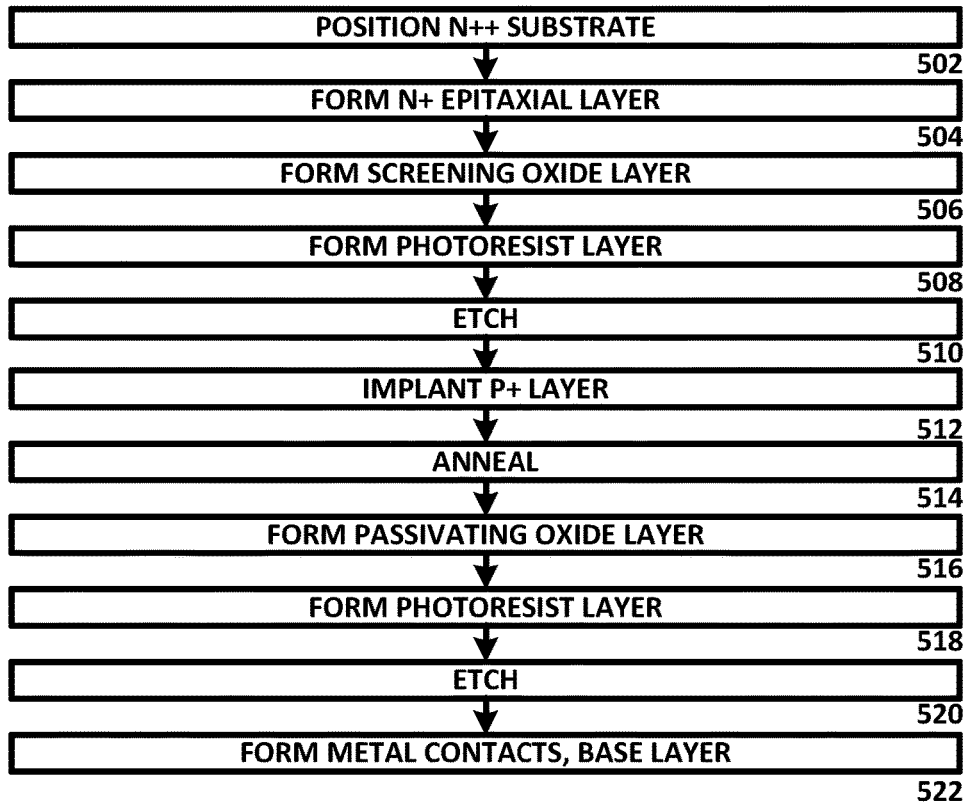 POSITION N++ SUBSTRATE
502
FORM N+ EPITAXIAL LAYER
504
FORM SCREENING OXIDE LAYER
506
FORM PHOTORESIST LAYER
508
ETCH
510
IMPLANT P+ LAYER
512
ANNEAL
514
FORM PASSIVATING OXIDE LAYER
516
FORM PHOTORESIST LAYER
518
ETCH
520
FORM METAL CONTACTS, BASE LAYER
522